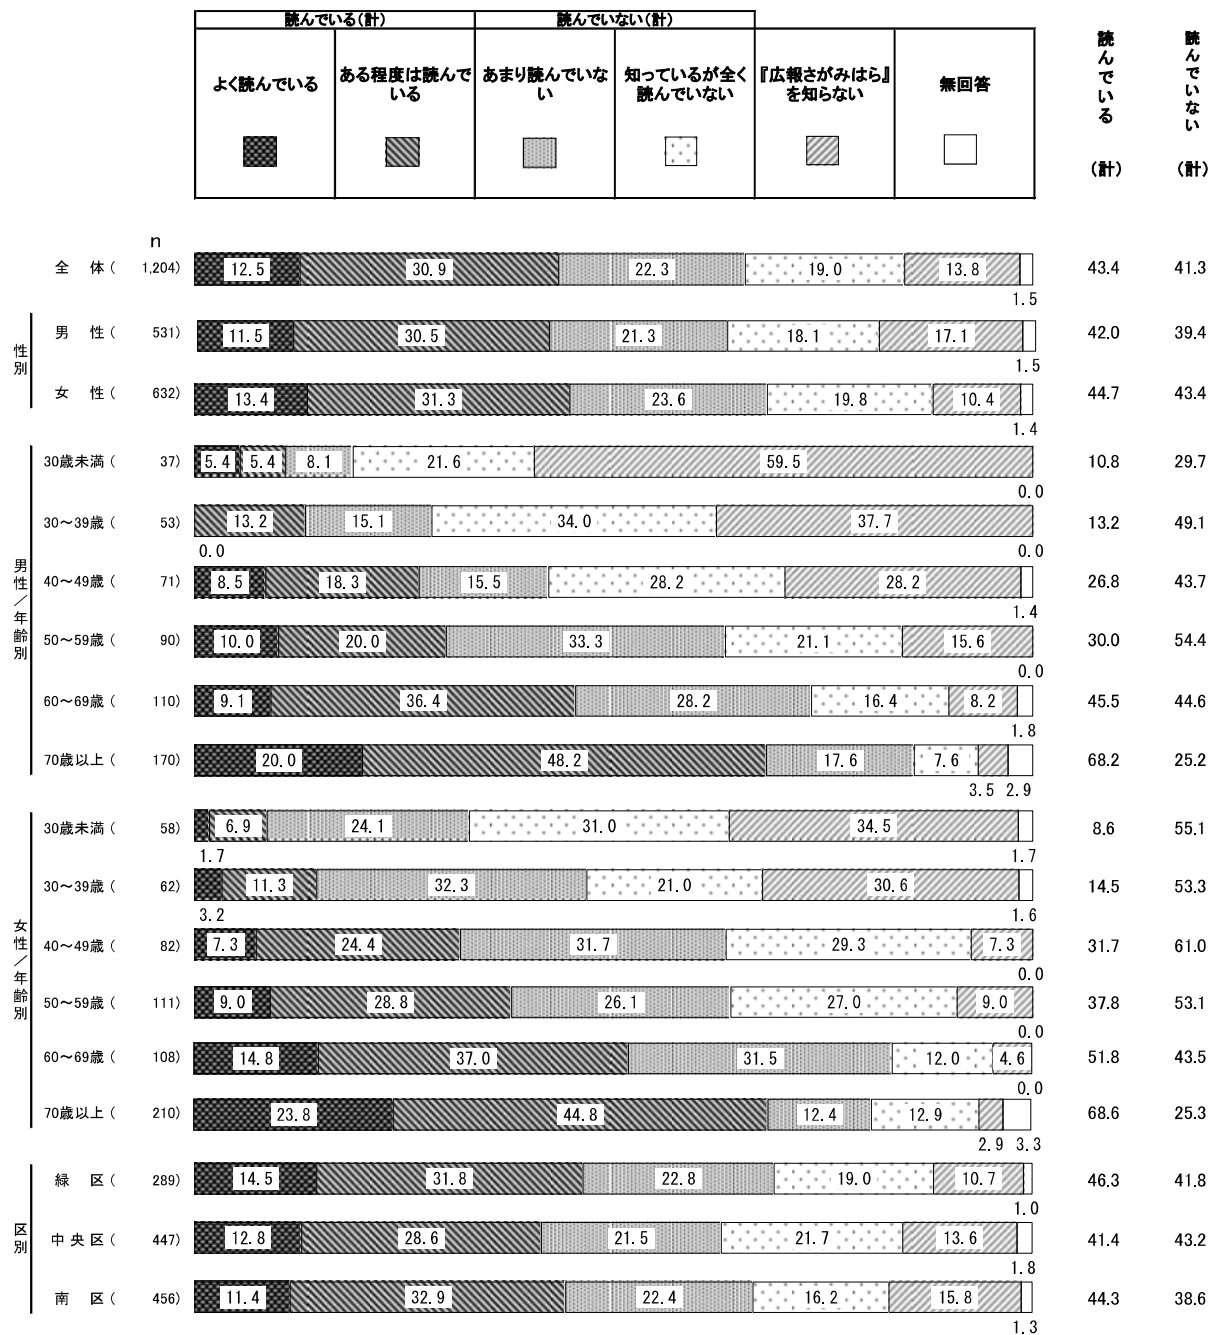 読んでいる(計) 読んでいない(計)
よく読んでいる
ある程度は読んで
いる
あまり読んでいな
い
知っているが全く
読んでいない
『広報さがみはら』
を知らない
無回答
読んでいる(計)
読んでいない(計)
n
全 体( 1,204) 12.5 30.9 22.3 19.0 13.8 43.4 41.3
1.5
性別
男 性( 531) 11.5 30.5 21.3 18.1 17.1 42.0 39.4
1.5
女 性( 632) 13.4 31.3 23.6 19.8 10.4 44.7 43.4
1.4
男性/年齢別
30歳未満( 37) 5.4 5.4 8.1 21.6 59.5 10.8 29.7
0.0
30～39歳( 53) 13.2 15.1 34.0 37.7 13.2 49.1
0.0 0.0
40～49歳( 71) 8.5 18.3 15.5 28.2 28.2 26.8 43.7
1.4
50～59歳( 90) 10.0 20.0 33.3 21.1 15.6 30.0 54.4
0.0
60～69歳( 110) 9.1 36.4 28.2 16.4 8.2 45.5 44.6
1.8
70歳以上( 170) 20.0 48.2 17.6 7.6 68.2 25.2
3.5 2.9
女性/年齢別
30歳未満( 58) 6.9 24.1 31.0 34.5 8.6 55.1
1.7 1.7
30～39歳( 62) 11.3 32.3 21.0 30.6 14.5 53.3
3.2 1.6
40～49歳( 82) 7.3 24.4 31.7 29.3 7.3 31.7 61.0
0.0
50～59歳( 111) 9.0 28.8 26.1 27.0 9.0 37.8 53.1
0.0
60～69歳( 108) 14.8 37.0 31.5 12.0 4.6 51.8 43.5
0.0
70歳以上( 210) 23.8 44.8 12.4 12.9 68.6 25.3
2.9 3.3
区別
緑 区( 289) 14.5 31.8 22.8 19.0 10.7 46.3 41.8
1.0
中央区( 447) 12.8 28.6 21.5 21.7 13.6 41.4 43.2
1.8
南 区( 456) 11.4 32.9 22.4 16.2 15.8 44.3 38.6
1.3